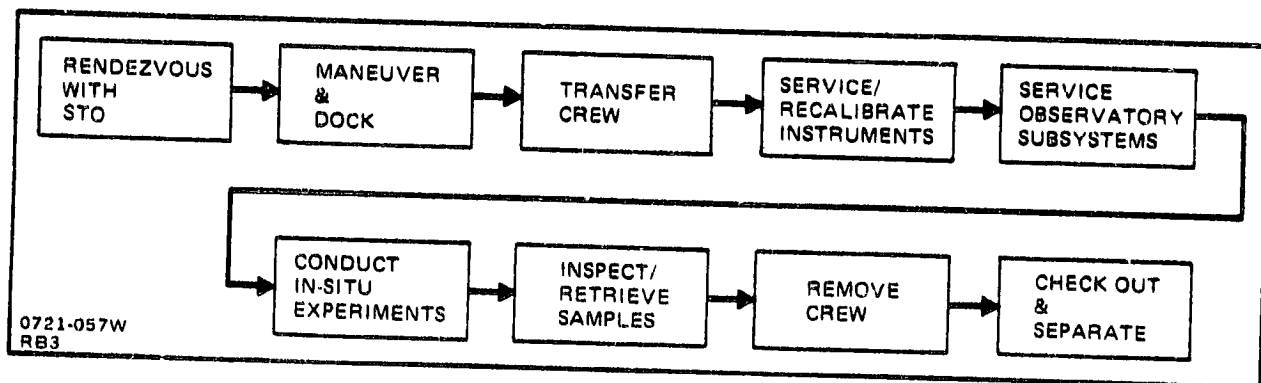 RENDEZVOUS
WITH
STO
MANEUVER
&
DOCK
TRANSFER
CREW
SERVICE/
RECALIBRATE
INSTRUMENTS
SERVICE
OBSERVATORY
SUBSYSTEMS
CONDUCT
IN-SITU
EXPERIMENTS
INSPECT/
RETRIEVE
SAMPLES
REMOVE
CREW
CHECK OUT
&
SEPARATE
0721-057W
RB3